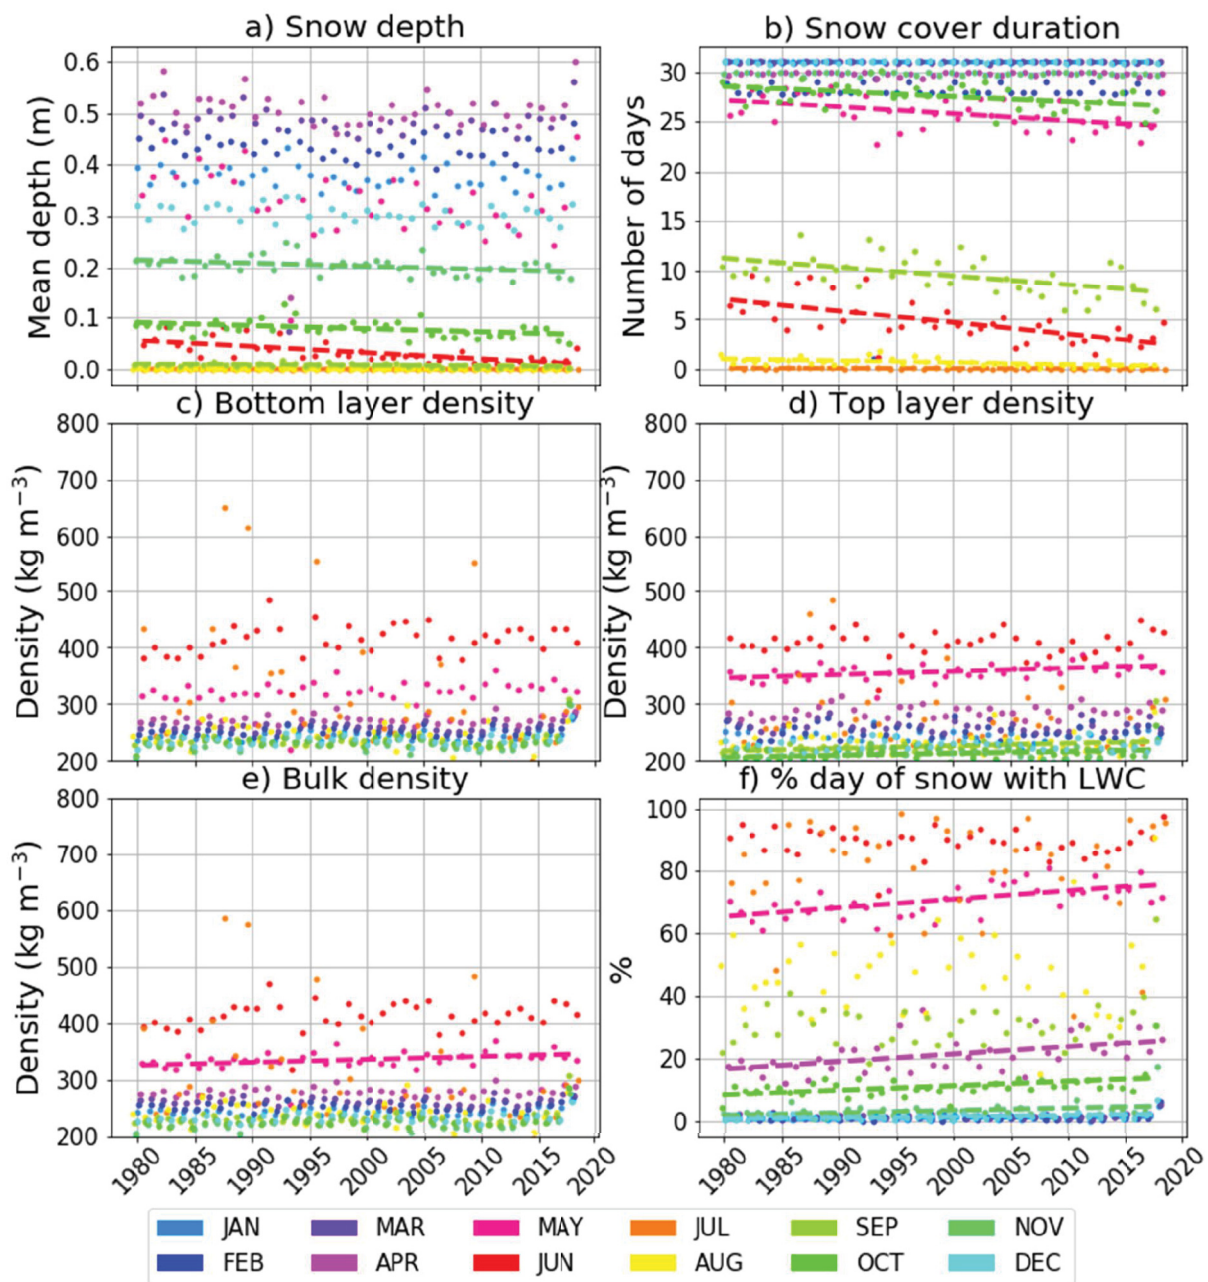 a) Snow depth
b) Snow cover duration
0.6
0.5
0.4
0.3
0.2
0.1
0.0
Mean depth (m)
30
25
20
15
10
5
0
Number of days
c) Bottom layer density
d) Top layer density
800
700
600
500
400
300
200
Density (kg m⁻³)
800
700
600
500
400
300
200
Density (kg m⁻³)
e) Bulk density
f) % day of snow with LWC
800
700
600
500
400
300
200
Density (kg m⁻³)
100
80
60
40
20
0
%
1980 1985 1990 1995 2000 2005 2010 2015 2020
1980 1985 1990 1995 2000 2005 2010 2015 2020
JAN MAR MAY JUL SEP NOV
FEB APR JUN AUG OCT DEC